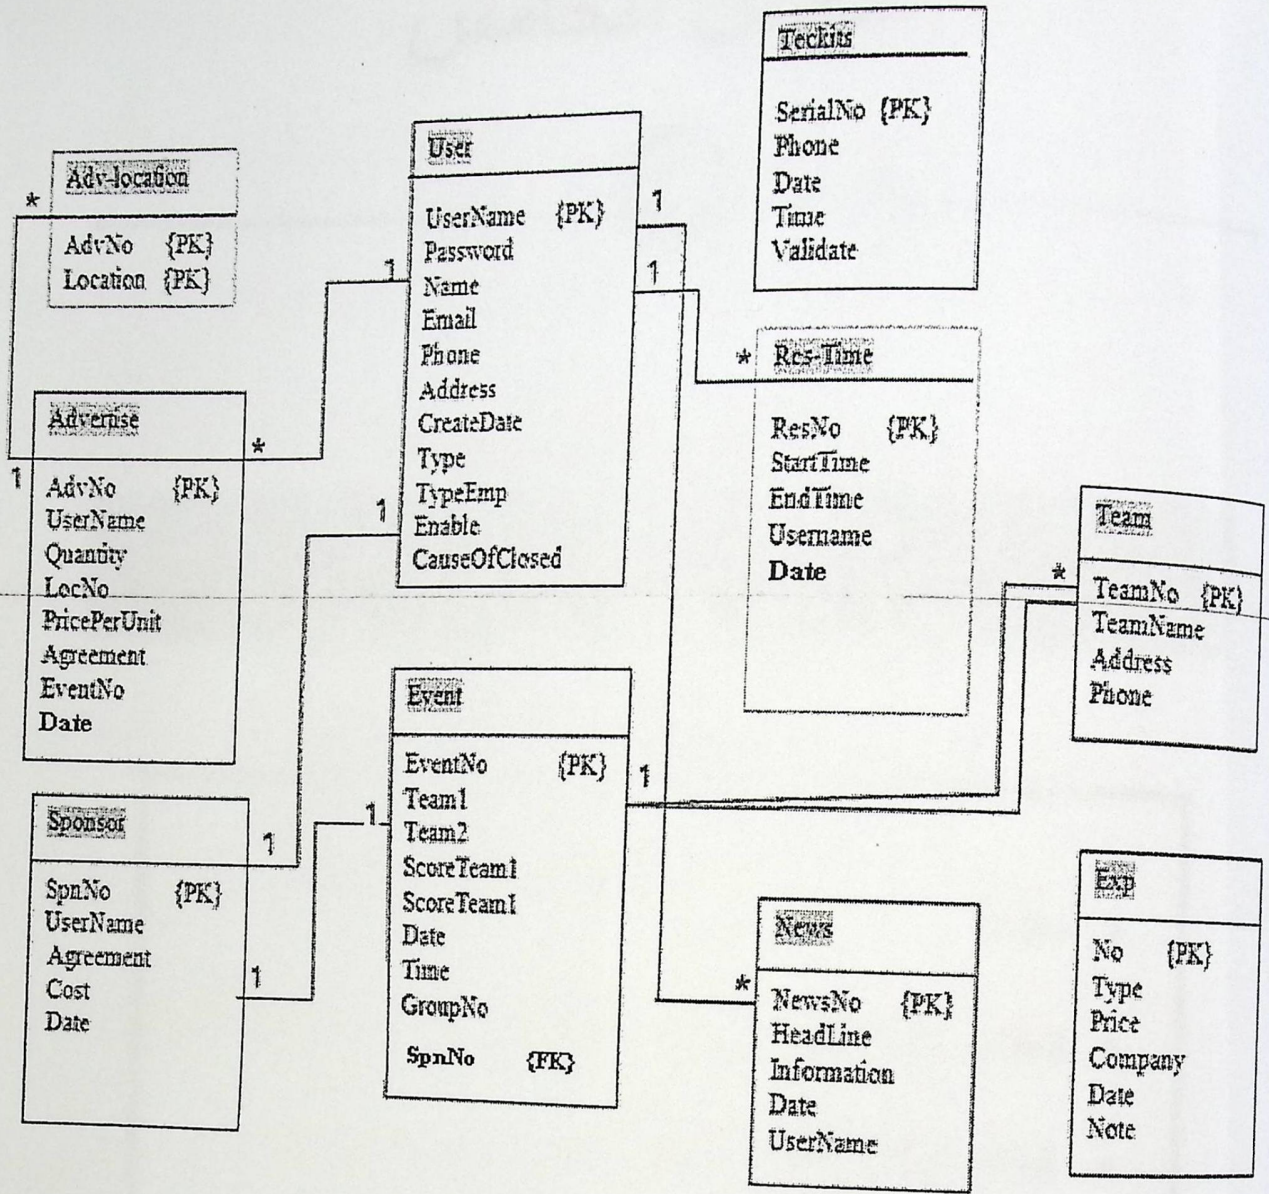 Teckits
SerialNo {PK}
Phone
Date
Time
Validate
User
UserName {PK}
Password
Name
Email
Phone
Address
CreateDate
Type
TypeEmp
Enable
CauseOfClosed
Adv-location
AdvNo {PK}
Location {PK}
*
1
1
*
1
1
*
Res-Time
ResNo {PK}
StartTime
EndTime
Username
Date
Advertise
AdvNo {PK}
UserName
Quantity
LocNo
PricePerUnit
Agreement
EventNo
Date
1
1
*
Team
TeamNo {PK}
TeamName
Address
Phone
Event
EventNo {PK}
Team1
Team2
ScoreTeam1
ScoreTeam1
Date
Time
GroupNo
SpnNo {FK}
1
1
1
Sponsor
SpnNo {PK}
UserName
Agreement
Cost
Date
1
*
News
NewsNo {PK}
HeadLine
Information
Date
UserName
Exp
No {PK}
Type
Price
Company
Date
Note